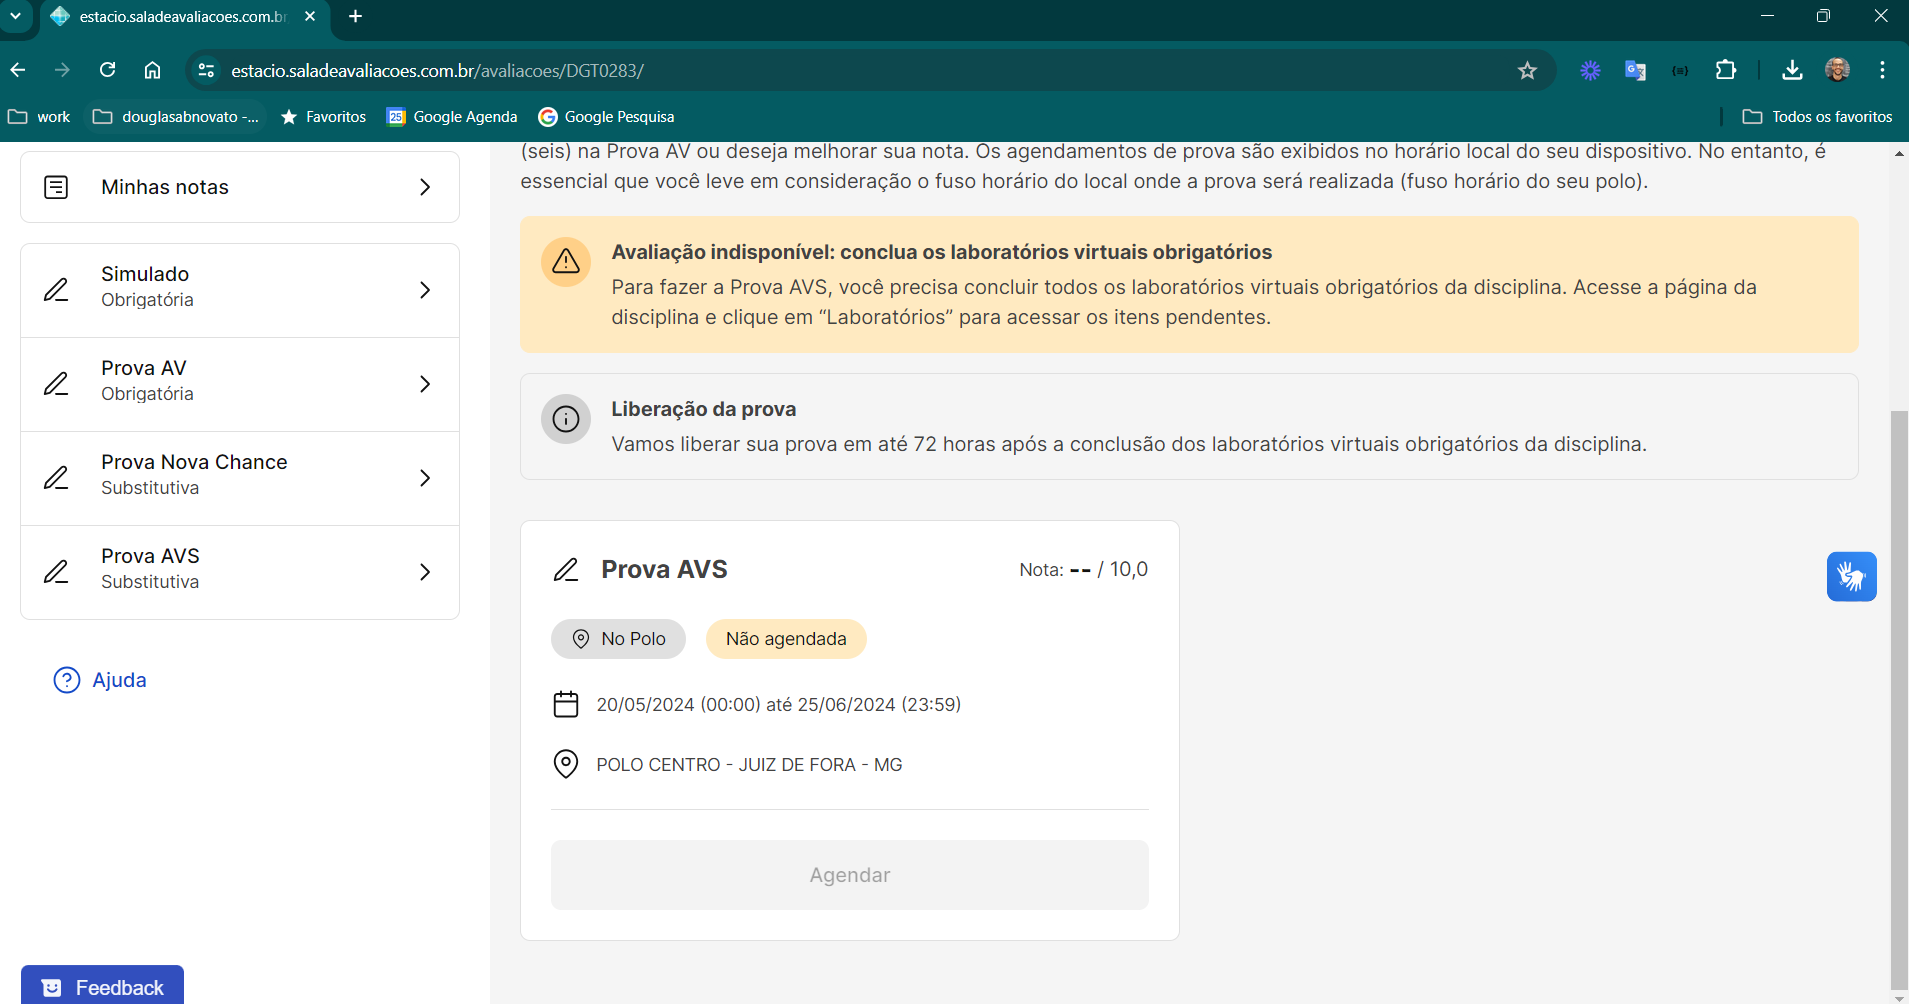 estacio.saladeavaliacoes.com.br
estacio.saladeavaliacoes.com.br/avaliacoes/DGT0283/
work
douglasabnovato -...
Favoritos
Google Agenda
Google Pesquisa
Todos os favoritos
Minhas notas
Simulado
Obrigatória
Prova AV
Obrigatória
Prova Nova Chance
Substitutiva
Prova AVS
Substitutiva
Ajuda
Feedback
(seis) na Prova AV ou deseja melhorar sua nota. Os agendamentos de prova são exibidos no horário local do seu dispositivo. No entanto, é
essencial que você leve em consideração o fuso horário do local onde a prova será realizada (fuso horário do seu polo).
Avaliação indisponível: conclua os laboratórios virtuais obrigatórios
Para fazer a Prova AVS, você precisa concluir todos os laboratórios virtuais obrigatórios da disciplina. Acesse a página da
disciplina e clique em “Laboratórios” para acessar os itens pendentes.
Liberação da prova
Vamos liberar sua prova em até 72 horas após a conclusão dos laboratórios virtuais obrigatórios da disciplina.
Prova AVS
Nota: -- / 10,0
No Polo
Não agendada
20/05/2024 (00:00) até 25/06/2024 (23:59)
POLO CENTRO - JUIZ DE FORA - MG
Agendar